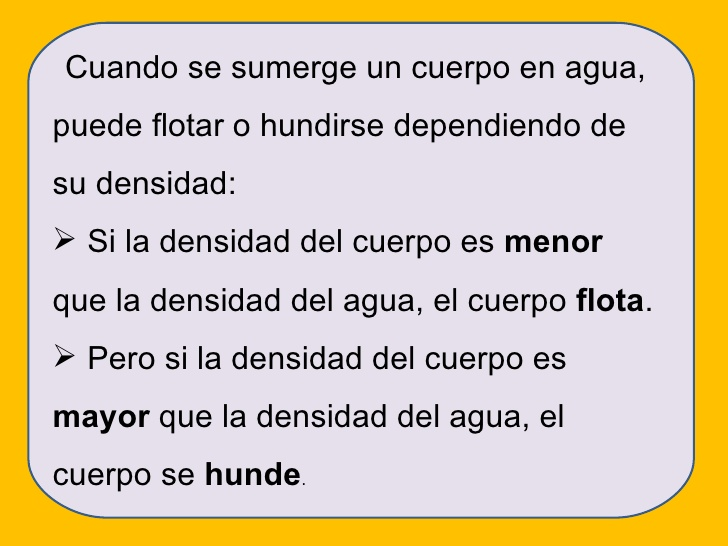 Cuando se sumerge un cuerpo en agua,
puede flotar o hundirse dependiendo de
su densidad:
➢ Si la densidad del cuerpo es menor
que la densidad del agua, el cuerpo flota.
➢ Pero si la densidad del cuerpo es
mayor que la densidad del agua, el
cuerpo se hunde.